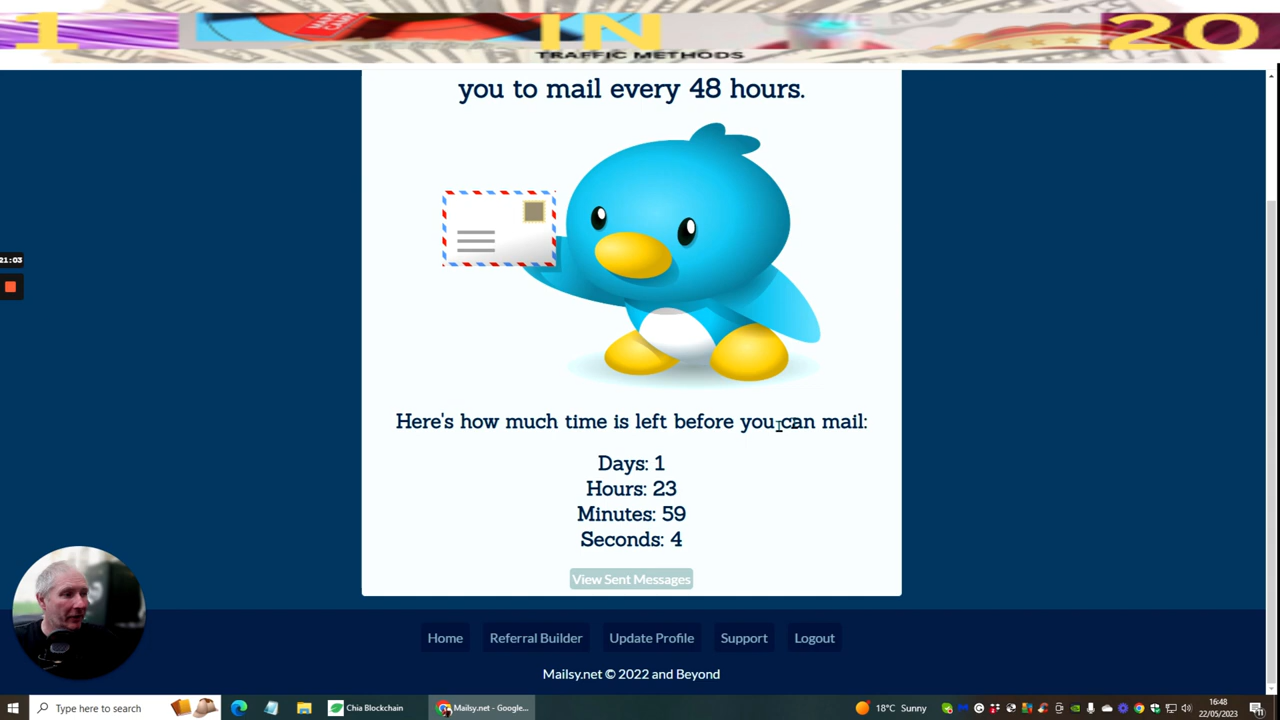 1 IN 20
TRAFFIC METHODS
you to mail every 48 hours.
21:03
Here's how much time is left before you can mail:
Days: 1
Hours: 23
Minutes: 59
Seconds: 4
View Sent Messages
Home Referral Builder Update Profile Support Logout
Mailsy.net © 2022 and Beyond
Type here to search
Chia Blockchain
Mailsy.net - Google...
18°C Sunny
16:48
22/05/2023